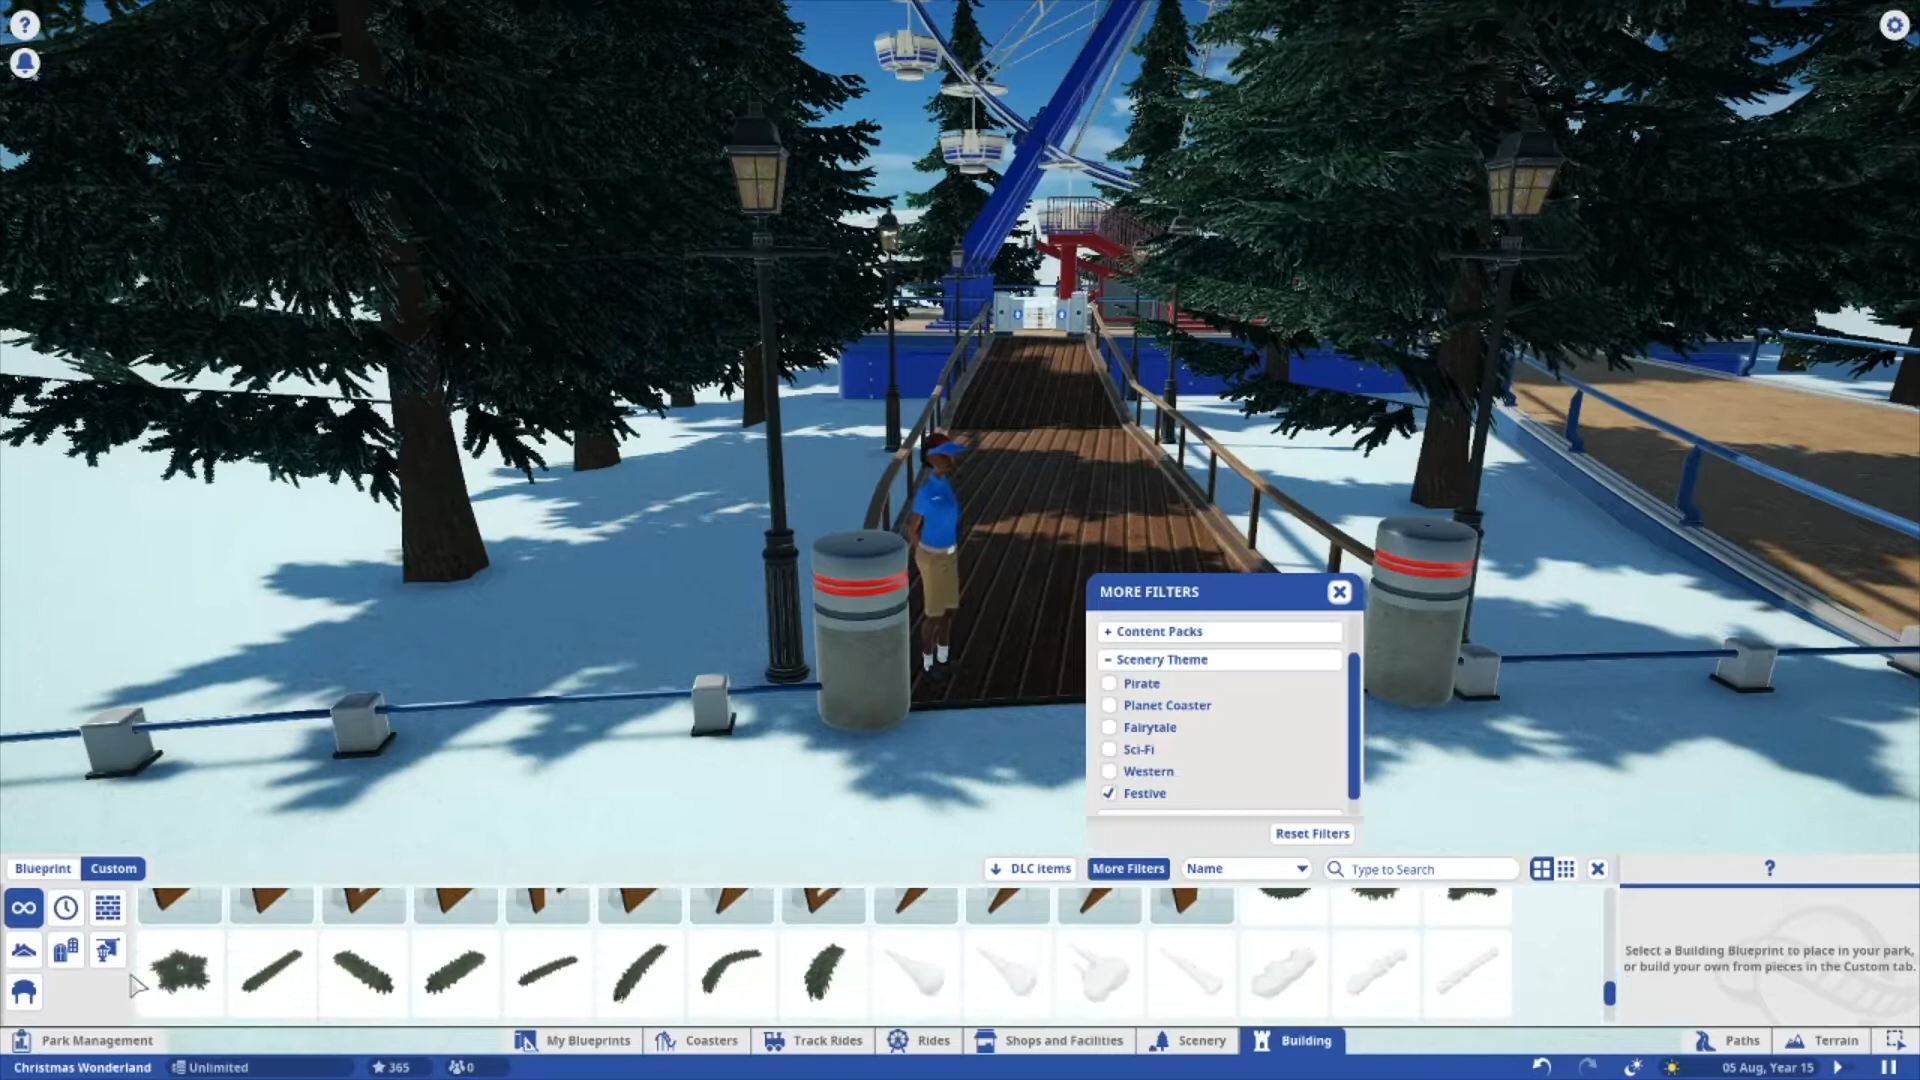 ?
MORE FILTERS
+ Content Packs
- Scenery Theme
Pirate
Planet Coaster
Fairytale
Sci-Fi
Western
Festive
Reset Filters
Blueprint
Custom
DLC items
More Filters
Name
Type to Search
?
Select a Building Blueprint to place in your park,
or build your own from pieces in the Custom tab.
Park Management
My Blueprints
Coasters
Track Rides
Rides
Shops and Facilities
Scenery
Building
Paths
Terrain
Christmas Wonderland
Unlimited
365
0
05 Aug, Year 15